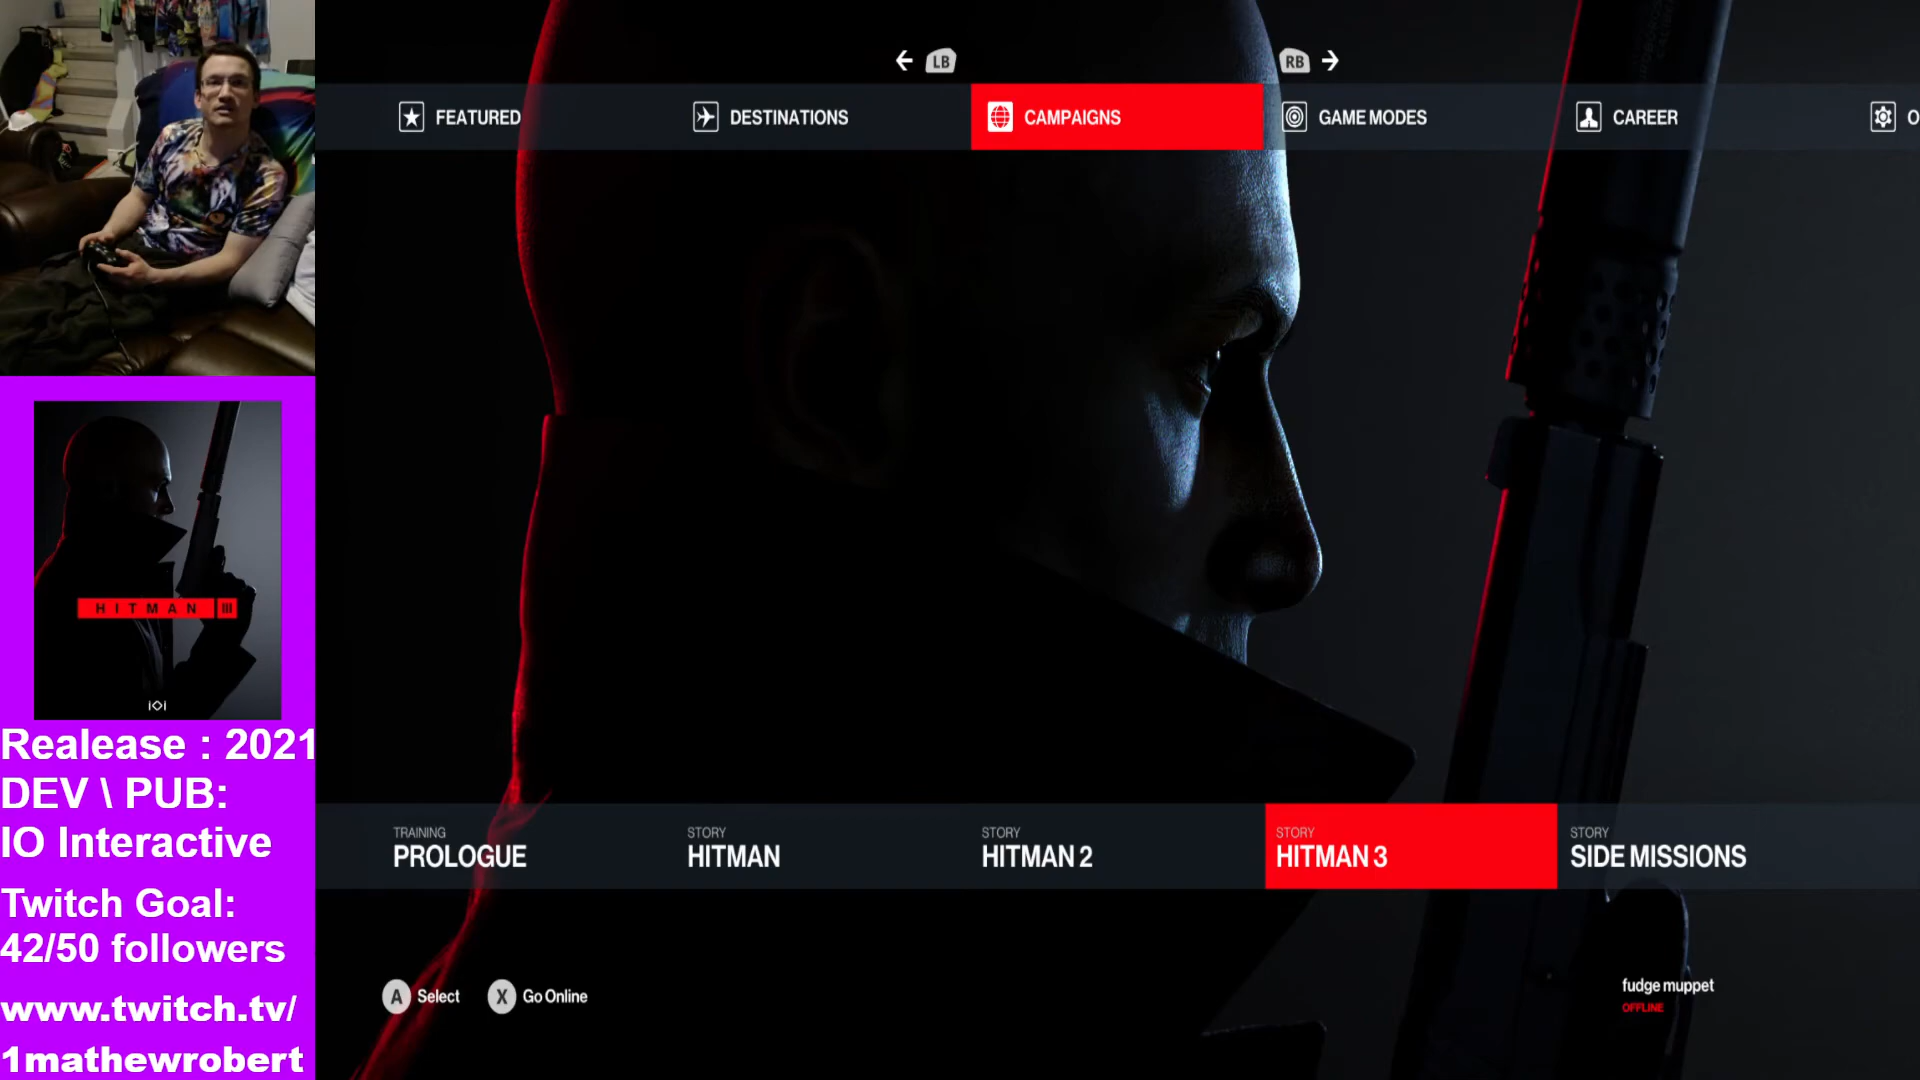 LB
RB
FEATURED
DESTINATIONS
CAMPAIGNS
GAME MODES
CAREER
O
HITMAN III
IOI
Realease : 2021
DEV \ PUB:
IO Interactive
Twitch Goal:
42/50 followers
www.twitch.tv/
1mathewrobert
TRAINING
PROLOGUE
STORY
HITMAN
STORY
HITMAN 2
STORY
HITMAN 3
STORY
SIDE MISSIONS
A Select
X Go Online
fudge muppet
OFFLINE